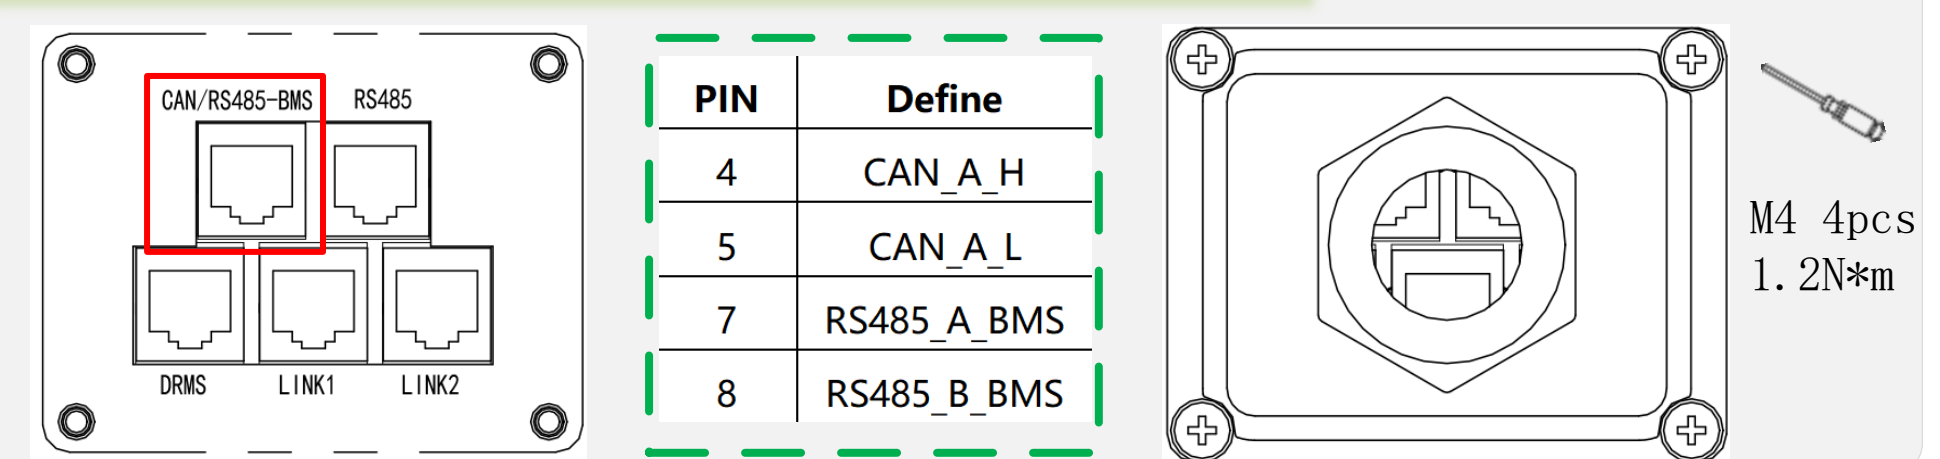 CAN/RS485-BMS RS485
DRMS LINK1 LINK2
PIN Define
4 CAN_A_H
5 CAN_A_L
7 RS485_A_BMS
8 RS485_B_BMS
M4 4pcs
1.2N*m